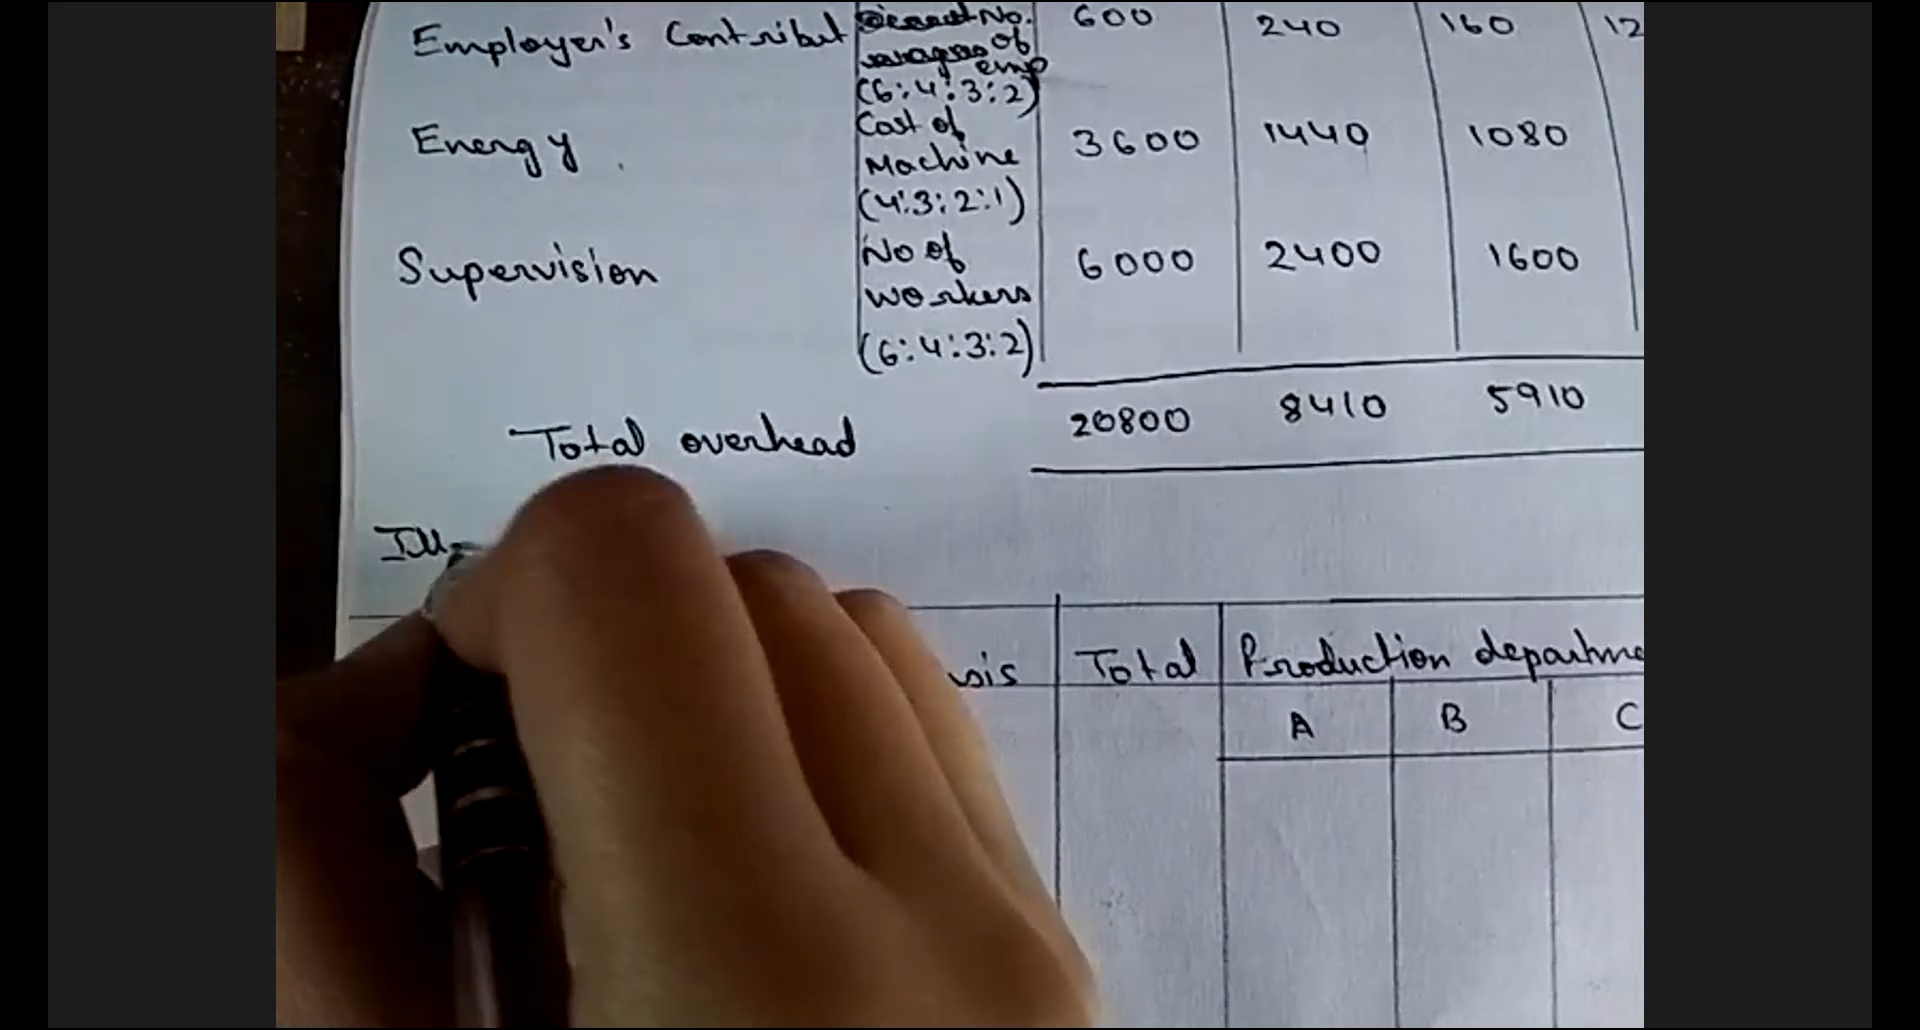 Employer's Contribut No. 600 240 160 12
of
emp
(6:4:3:2)
Energy Cost of Machine (4:3:2:1) 3600 1440 1080
Supervision No of workers (6:4:3:2) 6000 2400 1600
Total overhead 20800 8410 5910
Total Production departme
A B C